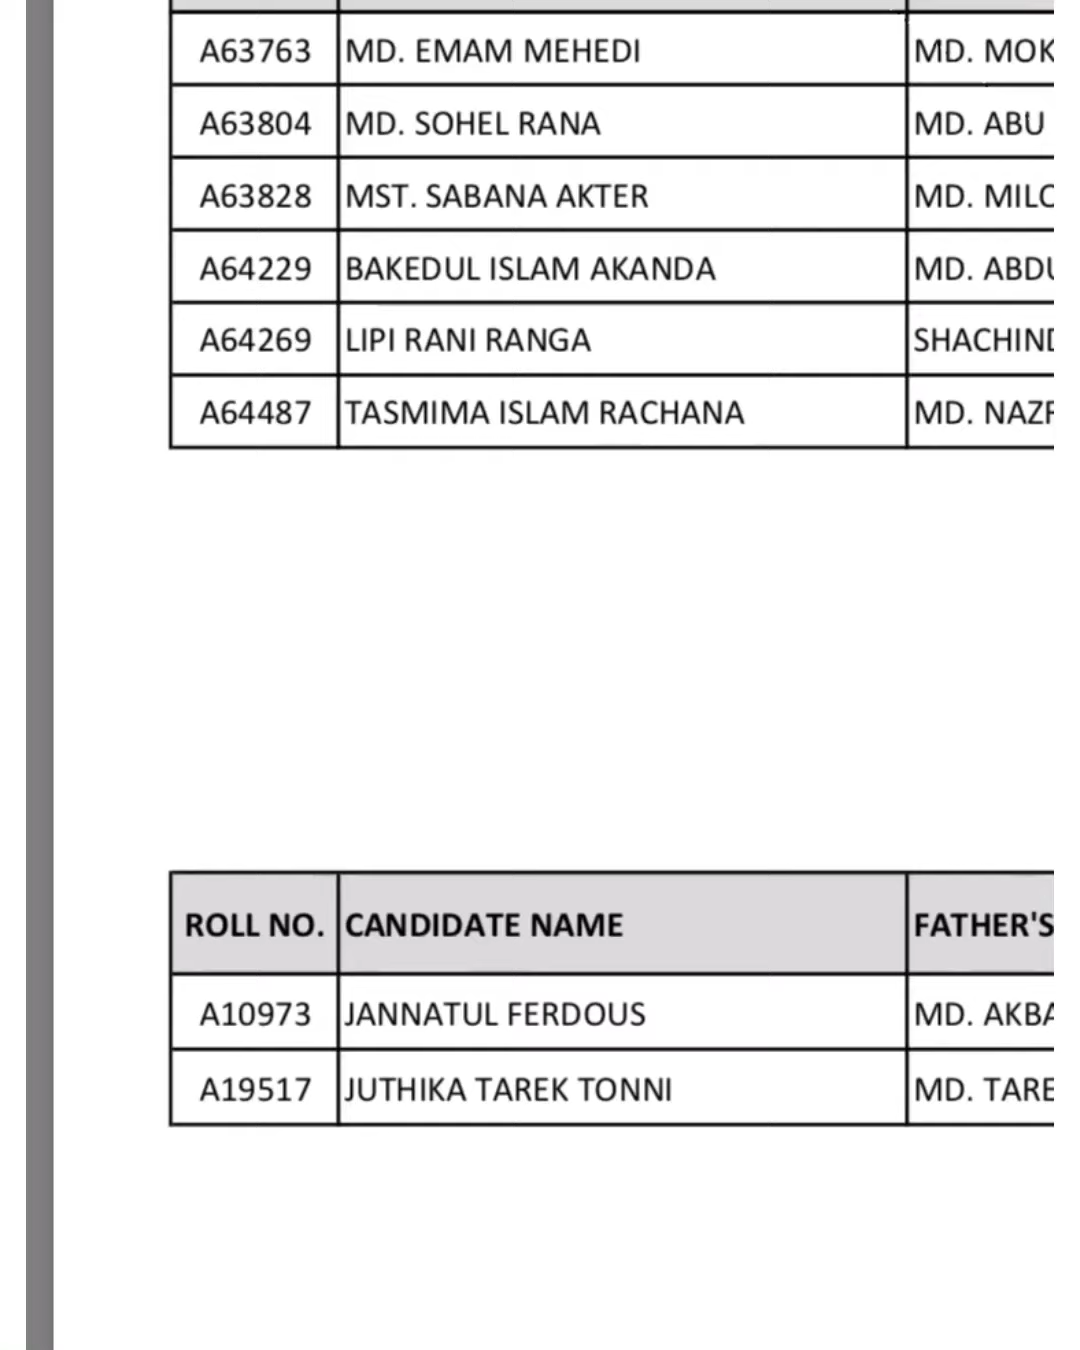 A63763 MD. EMAM MEHEDI MD. MOK
A63804 MD. SOHEL RANA MD. ABU
A63828 MST. SABANA AKTER MD. MILO
A64229 BAKEDUL ISLAM AKANDA MD. ABDU
A64269 LIPI RANI RANGA SHACHIND
A64487 TASMIMA ISLAM RACHANA MD. NAZR
ROLL NO. CANDIDATE NAME FATHER'S
A10973 JANNATUL FERDOUS MD. AKBA
A19517 JUTHIKA TAREK TONNI MD. TARE